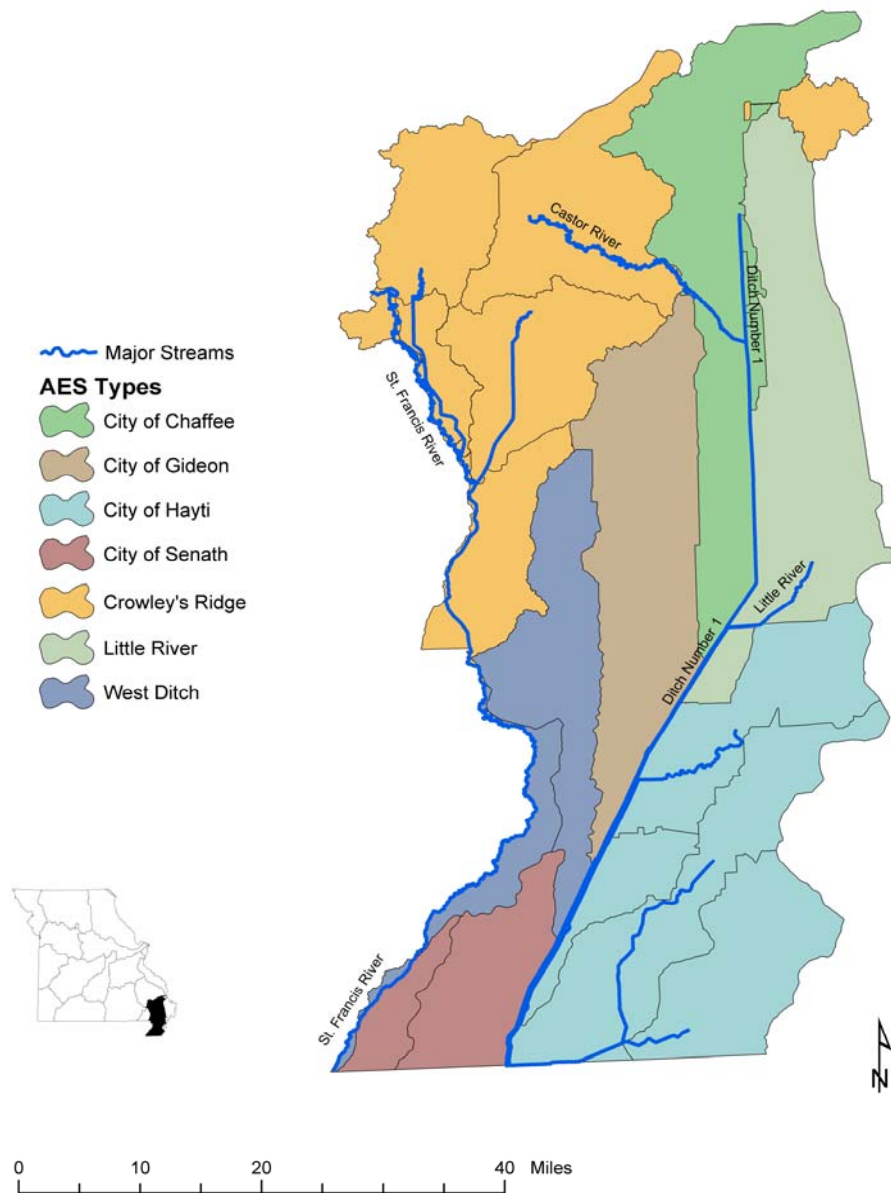 Castor River
Ditch Number 1
Major Streams
AES Types
City of Chaffee
City of Gideon
City of Hayti
City of Senath
Crowley's Ridge
Little River
West Ditch
St. Francis River
Little River
Ditch Number 1
St. Francis River
N
0 10 20 40 Miles